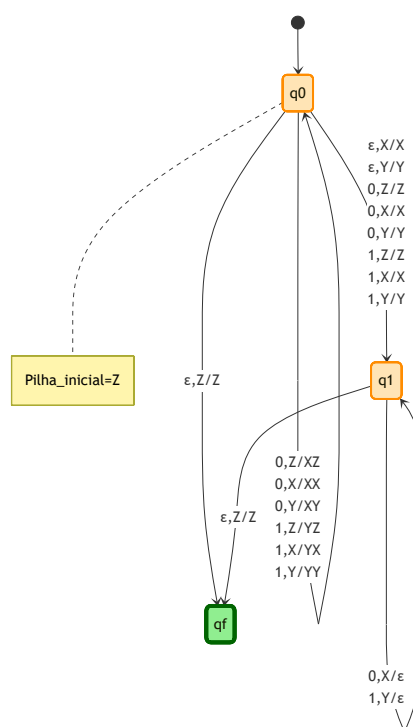 q0
ε,X/X
ε,Y/Y
0,Z/Z
0,X/X
0,Y/Y
1,Z/Z
1,X/X
1,Y/Y
Pilha_inicial=Z
ε,Z/Z
q1
0,Z/XZ
0,X/XX
0,Y/XY
1,Z/YZ
1,X/YX
1,Y/YY
ε,Z/Z
qf
0,X/ε
1,Y/ε